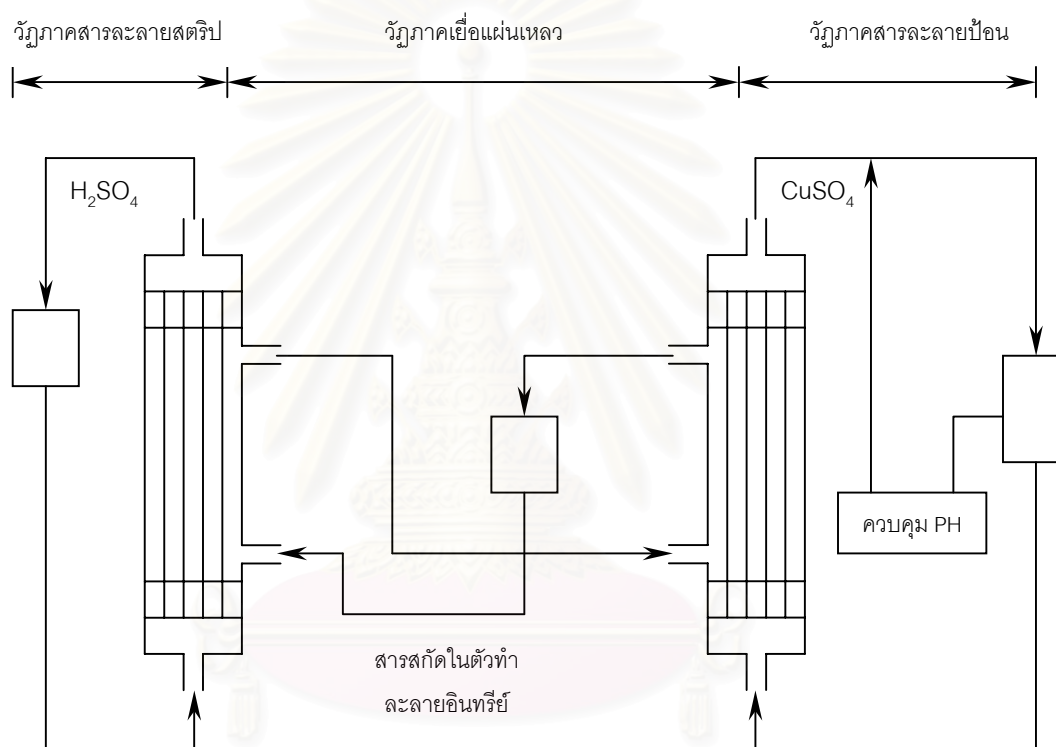 วัฏภาคสารละลายสตริป
วัฏภาคเยื่อแผ่นเหลว
วัฏภาคสารละลายป้อน
H₂SO₄
CuSO₄
ควบคุม PH
สารสกัดในตัวทำ
ละลายอินทรีย์